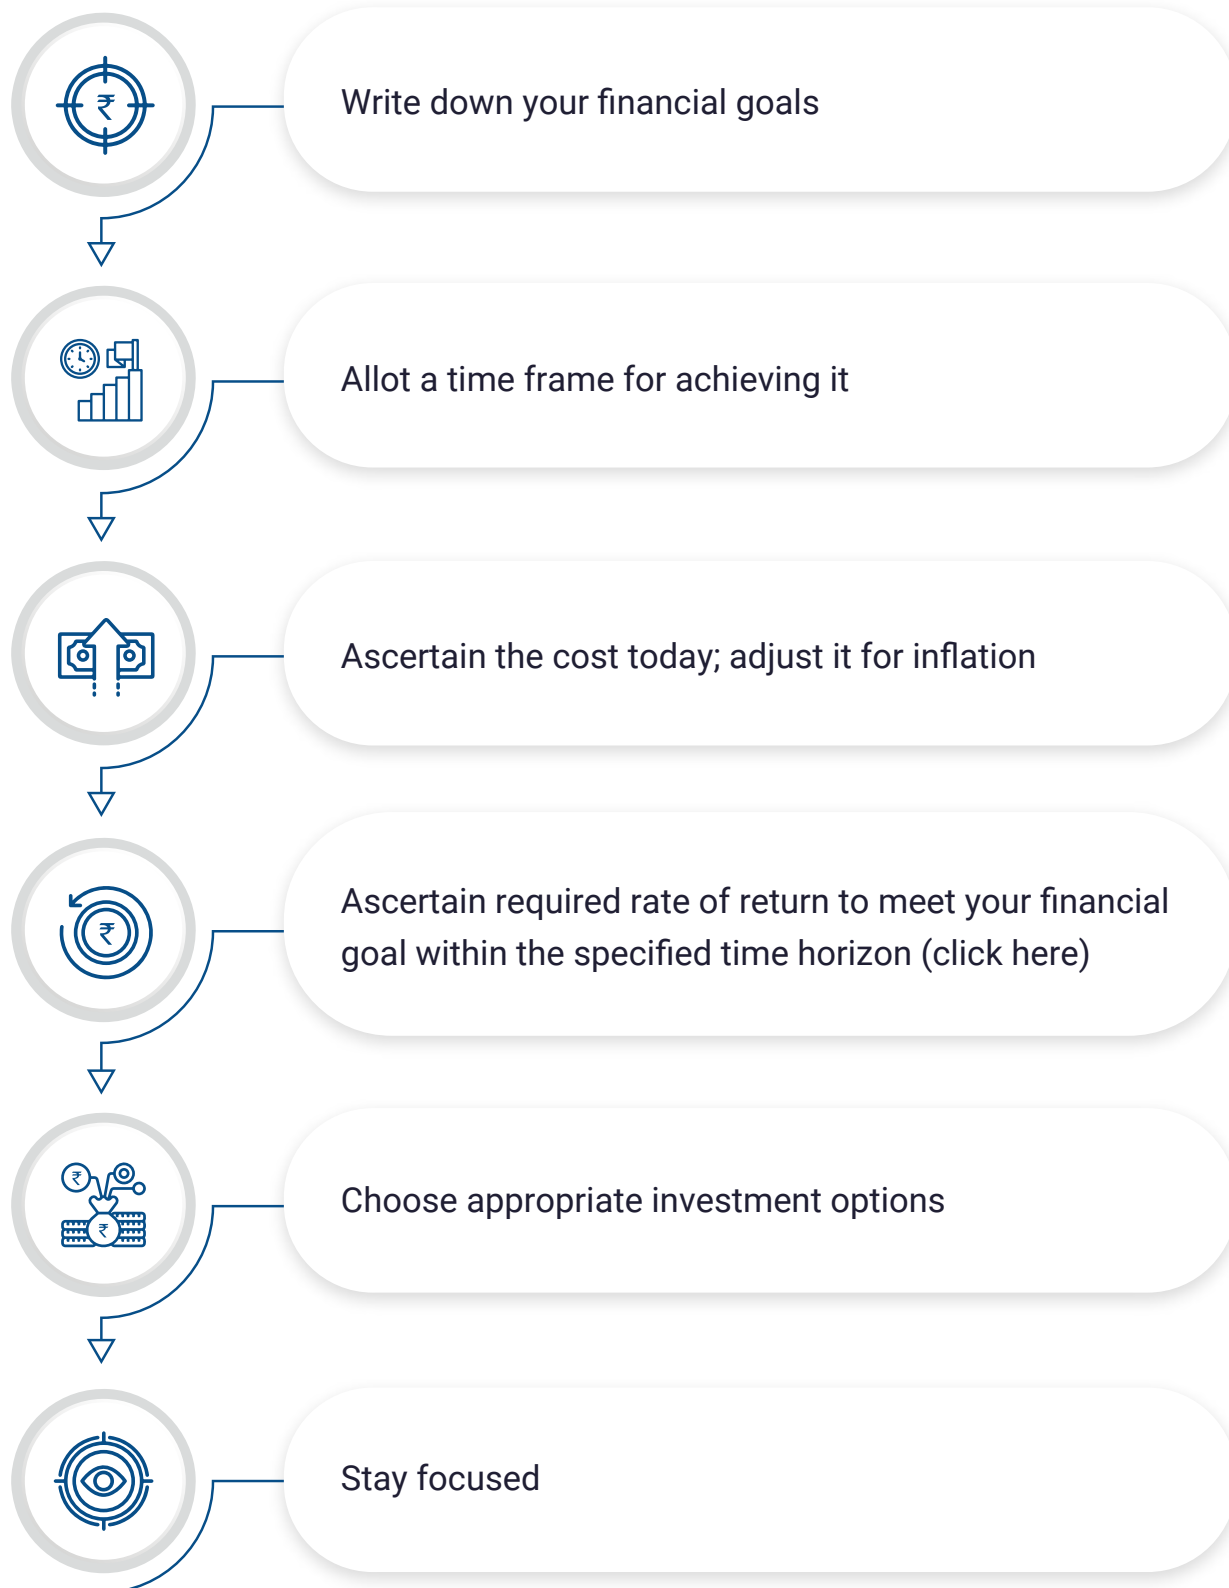 ₹
Write down your financial goals
Allot a time frame for achieving it
Ascertain the cost today; adjust it for inflation
₹
Ascertain required rate of return to meet your financial
goal within the specified time horizon (click here)
₹
₹
Choose appropriate investment options
Stay focused